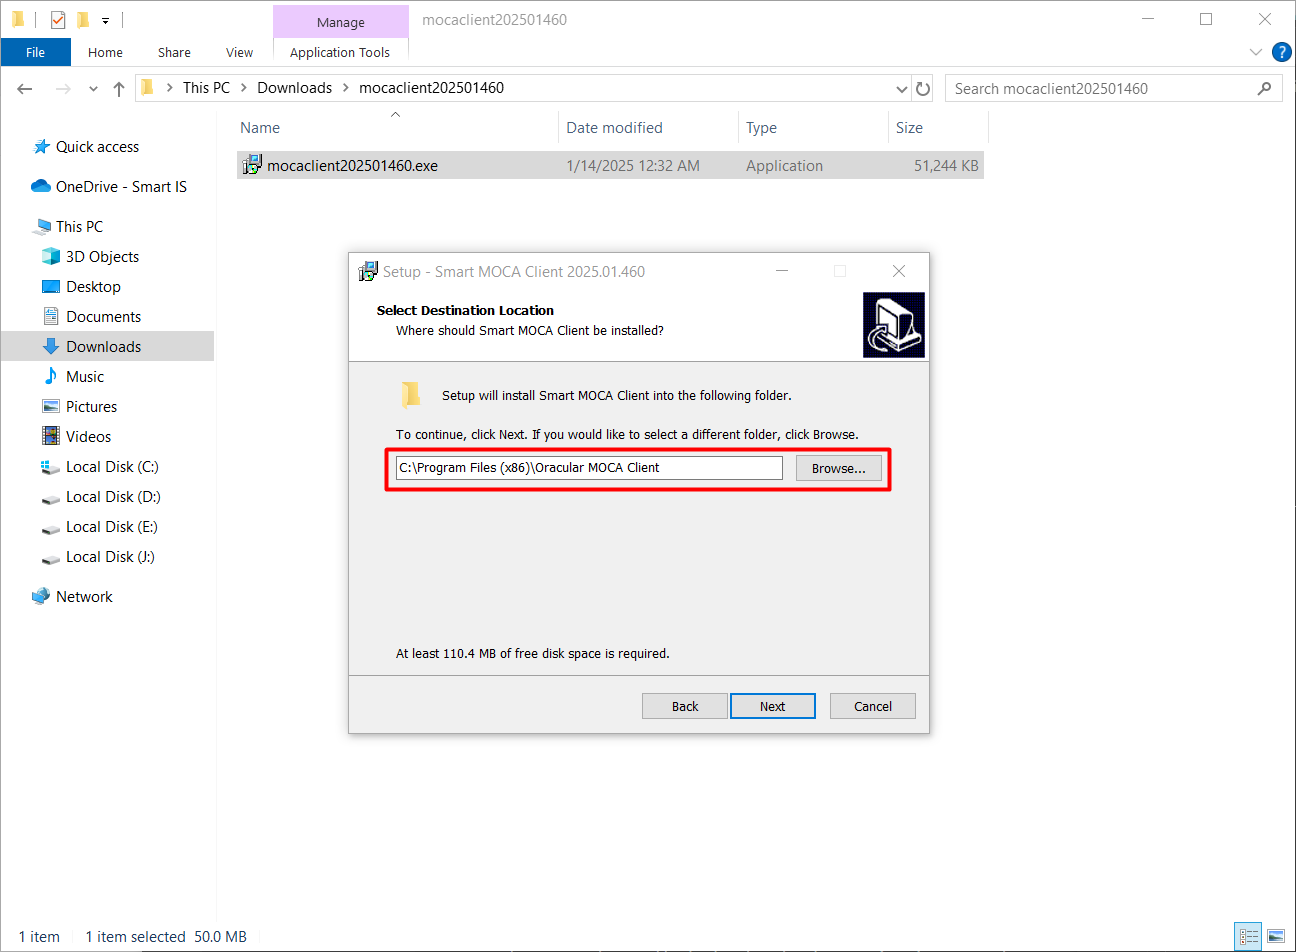 Manage
mocaclient202501460
File
Home
Share
View
Application Tools
?
This PC
Downloads
mocaclient202501460
Search mocaclient202501460
Name
Date modified
Type
Size
mocaclient202501460.exe
1/14/2025 12:32 AM
Application
51,244 KB
Quick access
OneDrive - Smart IS
This PC
3D Objects
Desktop
Documents
Downloads
Music
Pictures
Videos
Local Disk (C:)
Local Disk (D:)
Local Disk (E:)
Local Disk (J:)
Network
Setup - Smart MOCA Client 2025.01.460
Select Destination Location
Where should Smart MOCA Client be installed?
Setup will install Smart MOCA Client into the following folder.
To continue, click Next. If you would like to select a different folder, click Browse.
C:\Program Files (x86)\Oracular MOCA Client
Browse...
At least 110.4 MB of free disk space is required.
Back
Next
Cancel
1 item
1 item selected
50.0 MB